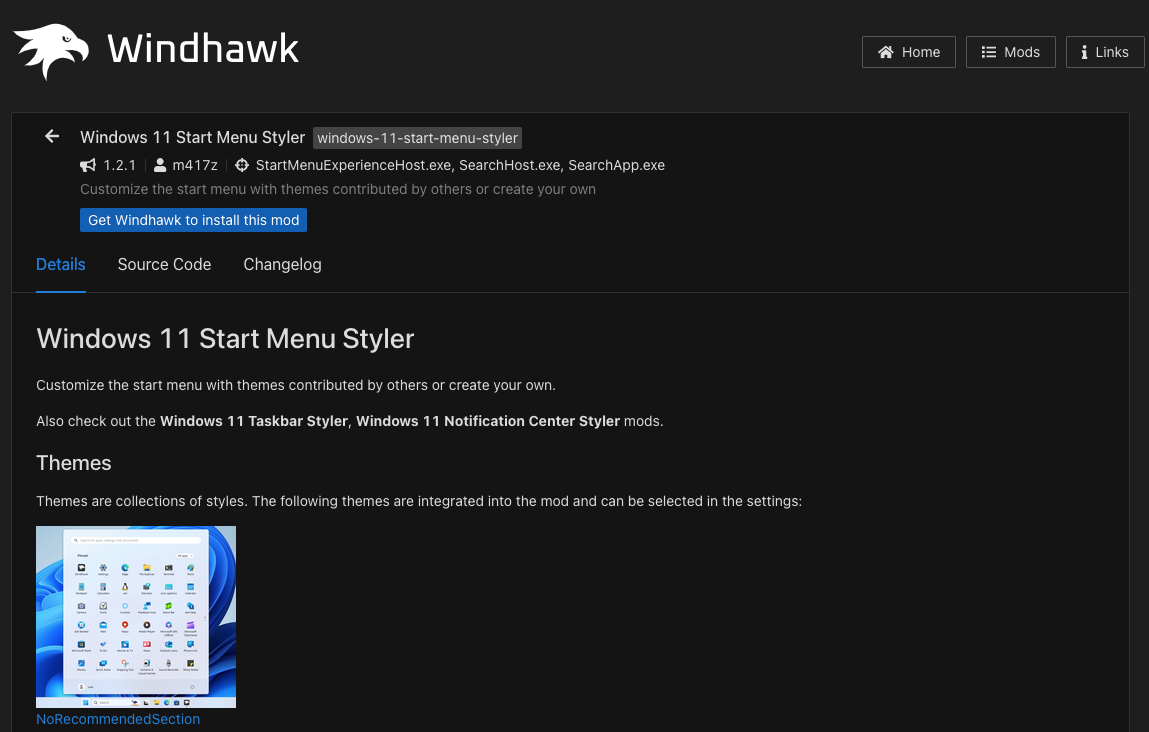 Windhawk
Home
Mods
Links
Windows 11 Start Menu Styler windows-11-start-menu-styler
1.2.1 m417z StartMenuExperienceHost.exe, SearchHost.exe, SearchApp.exe
Customize the start menu with themes contributed by others or create your own
Get Windhawk to install this mod
Details Source Code Changelog
Windows 11 Start Menu Styler
Customize the start menu with themes contributed by others or create your own.
Also check out the Windows 11 Taskbar Styler, Windows 11 Notification Center Styler mods.
Themes
Themes are collections of styles. The following themes are integrated into the mod and can be selected in the settings:
Pinned
NoRecommendedSection